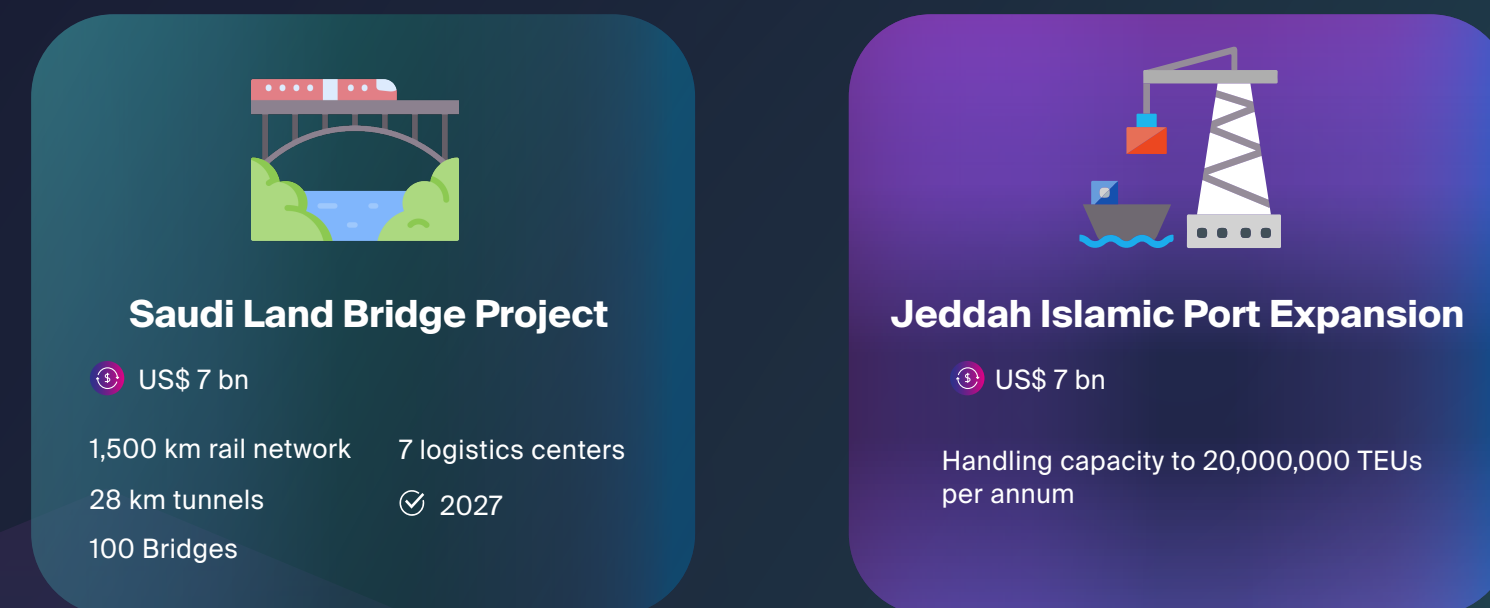 Saudi Land Bridge Project
$ US$ 7 bn
1,500 km rail network
28 km tunnels
100 Bridges
7 logistics centers
2027
Jeddah Islamic Port Expansion
$ US$ 7 bn
Handling capacity to 20,000,000 TEUs
per annum